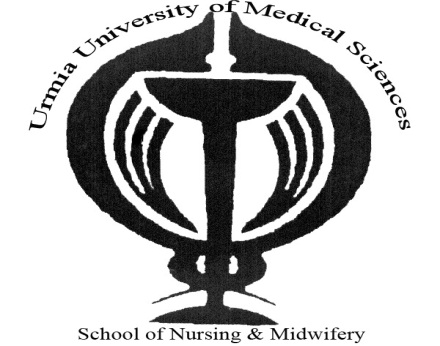 Urmia University of Medical Sciences
School of Nursing & Midwifery